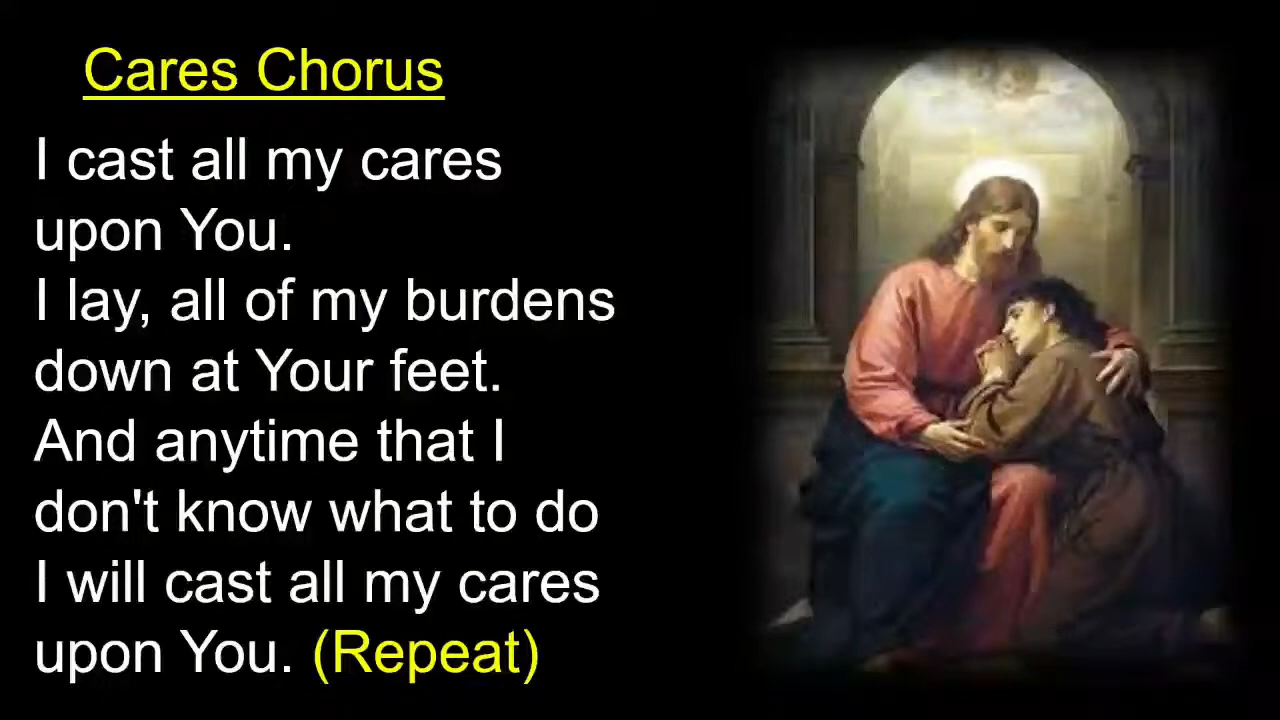 Cares Chorus
I cast all my cares
upon You.
I lay, all of my burdens
down at Your feet.
And anytime that I
don't know what to do
I will cast all my cares
upon You. (Repeat)